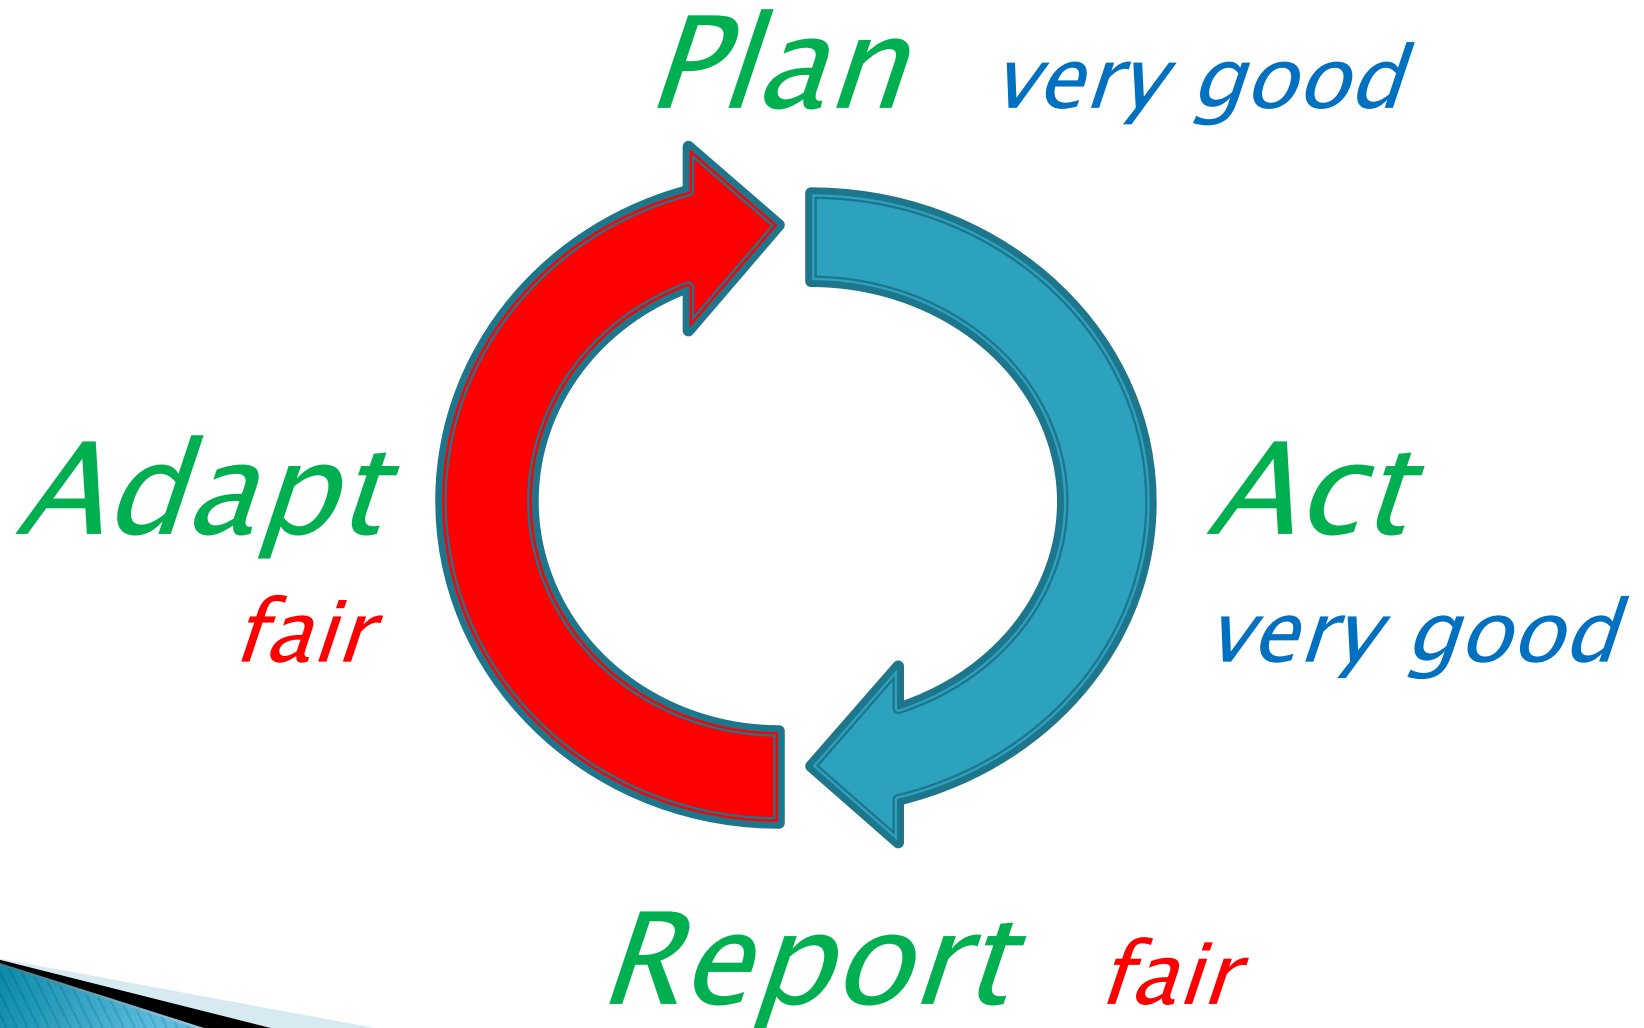 Plan very good
Adapt
Act
fair
very good
Report fair